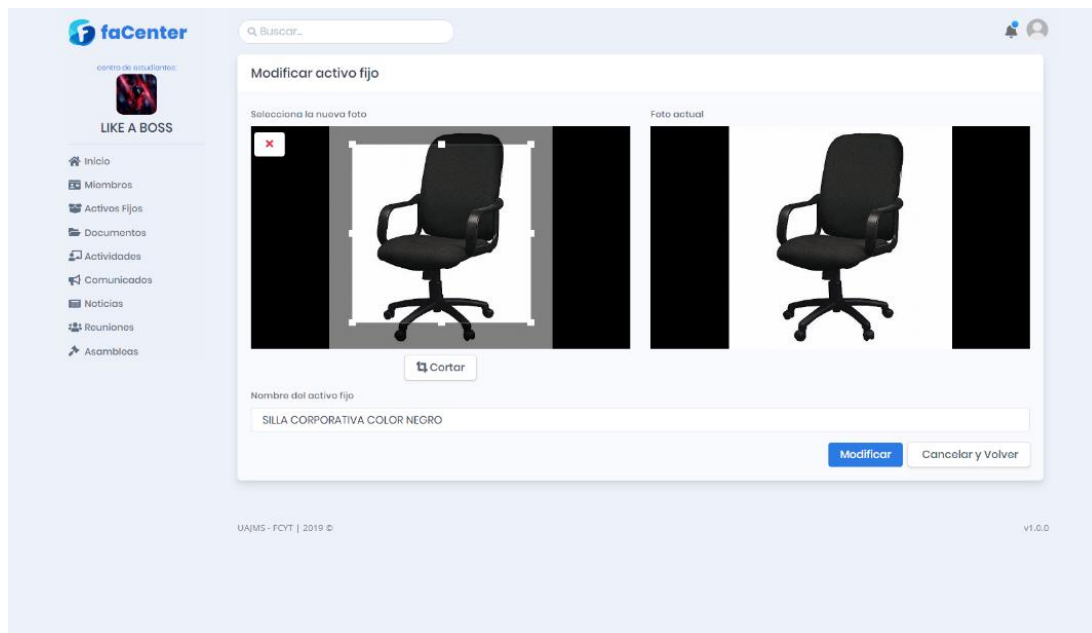 faCenter
Buscar...
centro de estudiantes:
LIKE A BOSS
Inicio
Miembros
Activos Fijos
Documentos
Actividades
Comunicados
Noticias
Reuniones
Asambleas
Modificar activo fijo
Selecciona la nueva foto
Foto actual
Cortar
Nombre del activo fijo
SILLA CORPORATIVA COLOR NEGRO
Modificar
Cancelar y Volver
UAJMS - FCYT | 2019 ©
v1.0.0